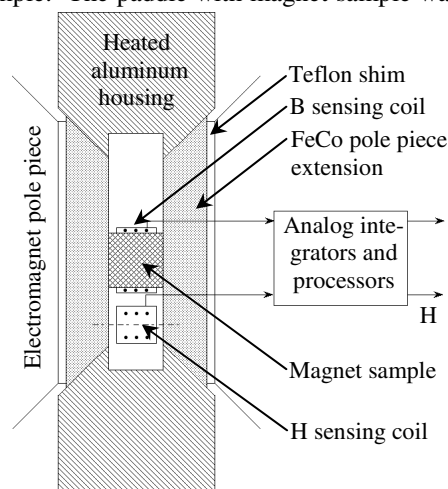 ple. The paddle with magnet sample wa
Heated
aluminum
housing
Teflon shim
B sensing coil
FeCo pole piece
extension
Electromagnet pole piece
Analog inte-
grators and
processors
H
Magnet sample
H sensing coil